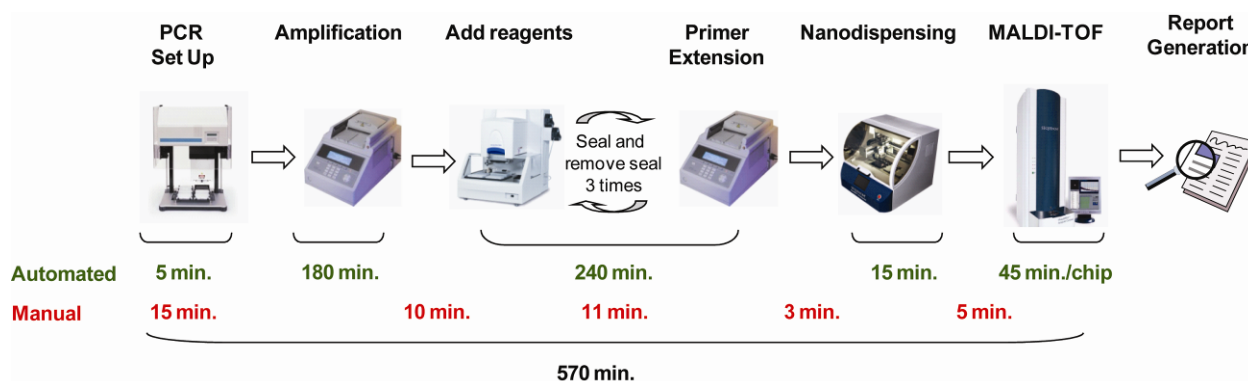 PCR
Set Up
Amplification
Add reagents
Primer
Extension
Nanodispensing
MALDI-TOF
Report
Generation
Seal and
remove seal
3 times
Automated 5 min. 180 min. 240 min. 15 min. 45 min./chip
Manual 15 min. 10 min. 11 min. 3 min. 5 min.
570 min.